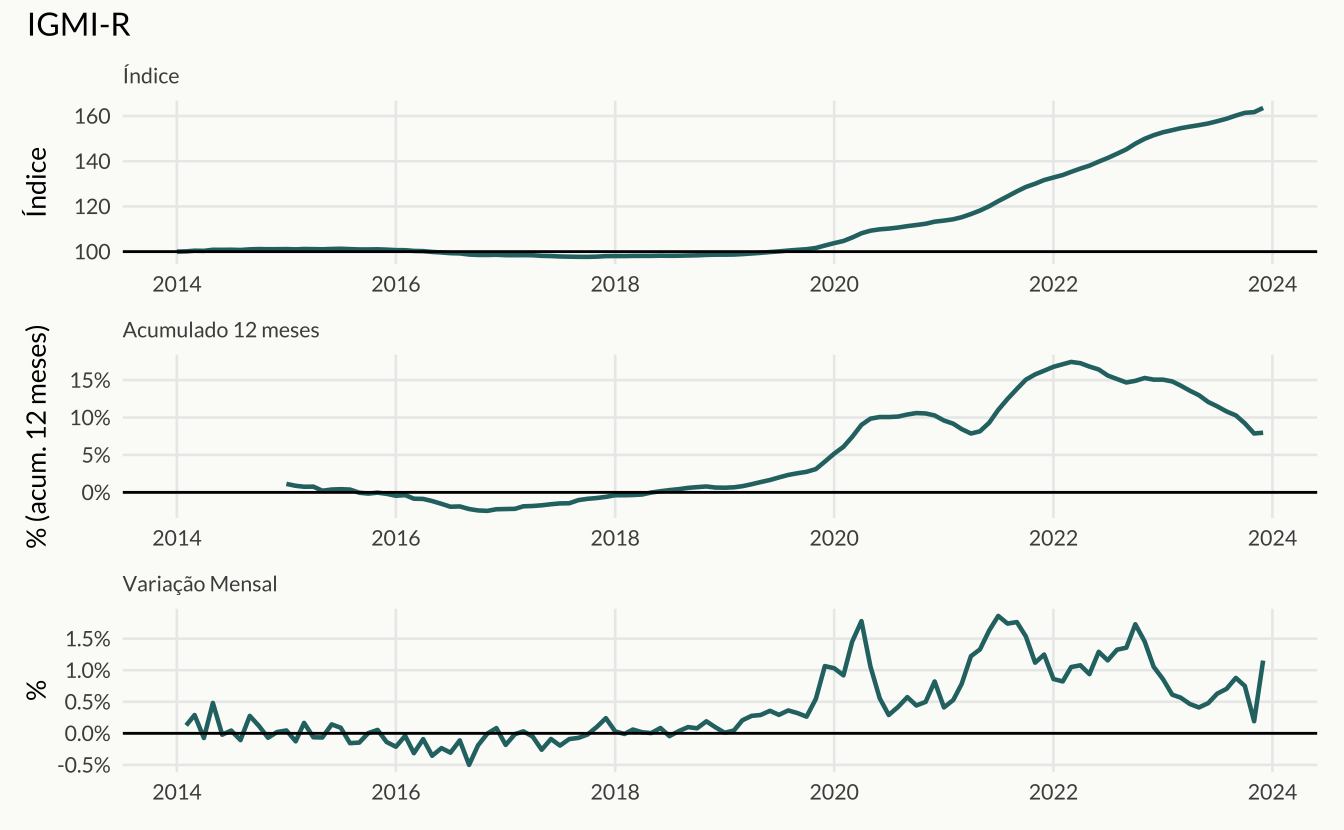 IGMI-R
Índice
Índice
160
140
120
100
2014 2016 2018 2020 2022 2024
Acumulado 12 meses
% (acum. 12 meses)
15%
10%
5%
0%
2014 2016 2018 2020 2022 2024
Variação Mensal
%
1.5%
1.0%
0.5%
0.0%
-0.5%
2014 2016 2018 2020 2022 2024